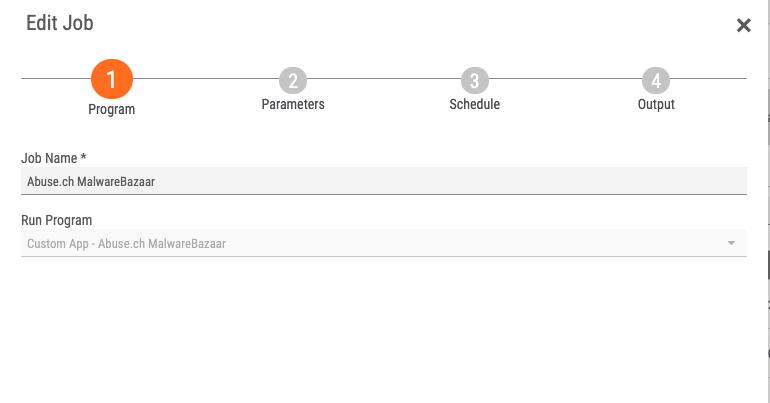 Edit Job
1
2
3
4
Program
Parameters
Schedule
Output
Job Name *
Abuse.ch MalwareBazaar
Run Program
Custom App - Abuse.ch MalwareBazaar